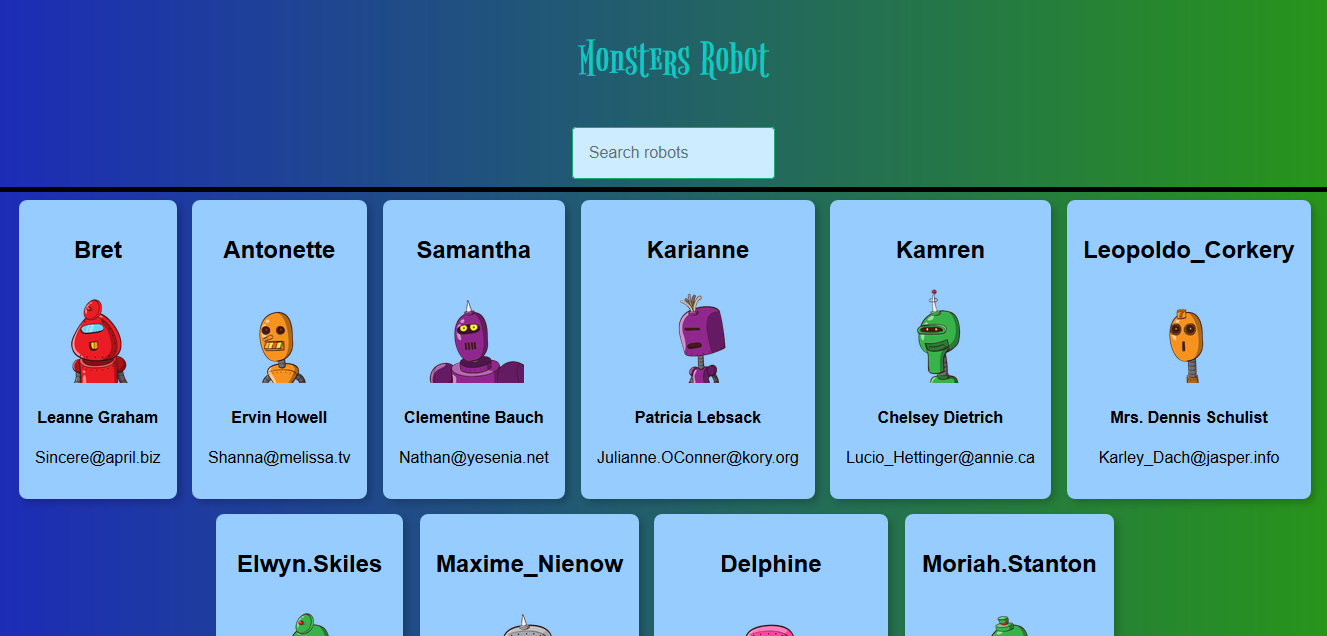 Monsters Robot
Search robots
Bret
Antonette
Samantha
Karianne
Kamren
Leopoldo_Corkery
Leanne Graham
Ervin Howell
Clementine Bauch
Patricia Lebsack
Chelsey Dietrich
Mrs. Dennis Schulist
Sincere@april.biz
Shanna@melissa.tv
Nathan@yesenia.net
Julianne.OConner@kory.org
Lucio_Hettinger@annie.ca
Karley_Dach@jasper.info
Elwyn.Skiles
Maxime_Nienow
Delphine
Moriah.Stanton